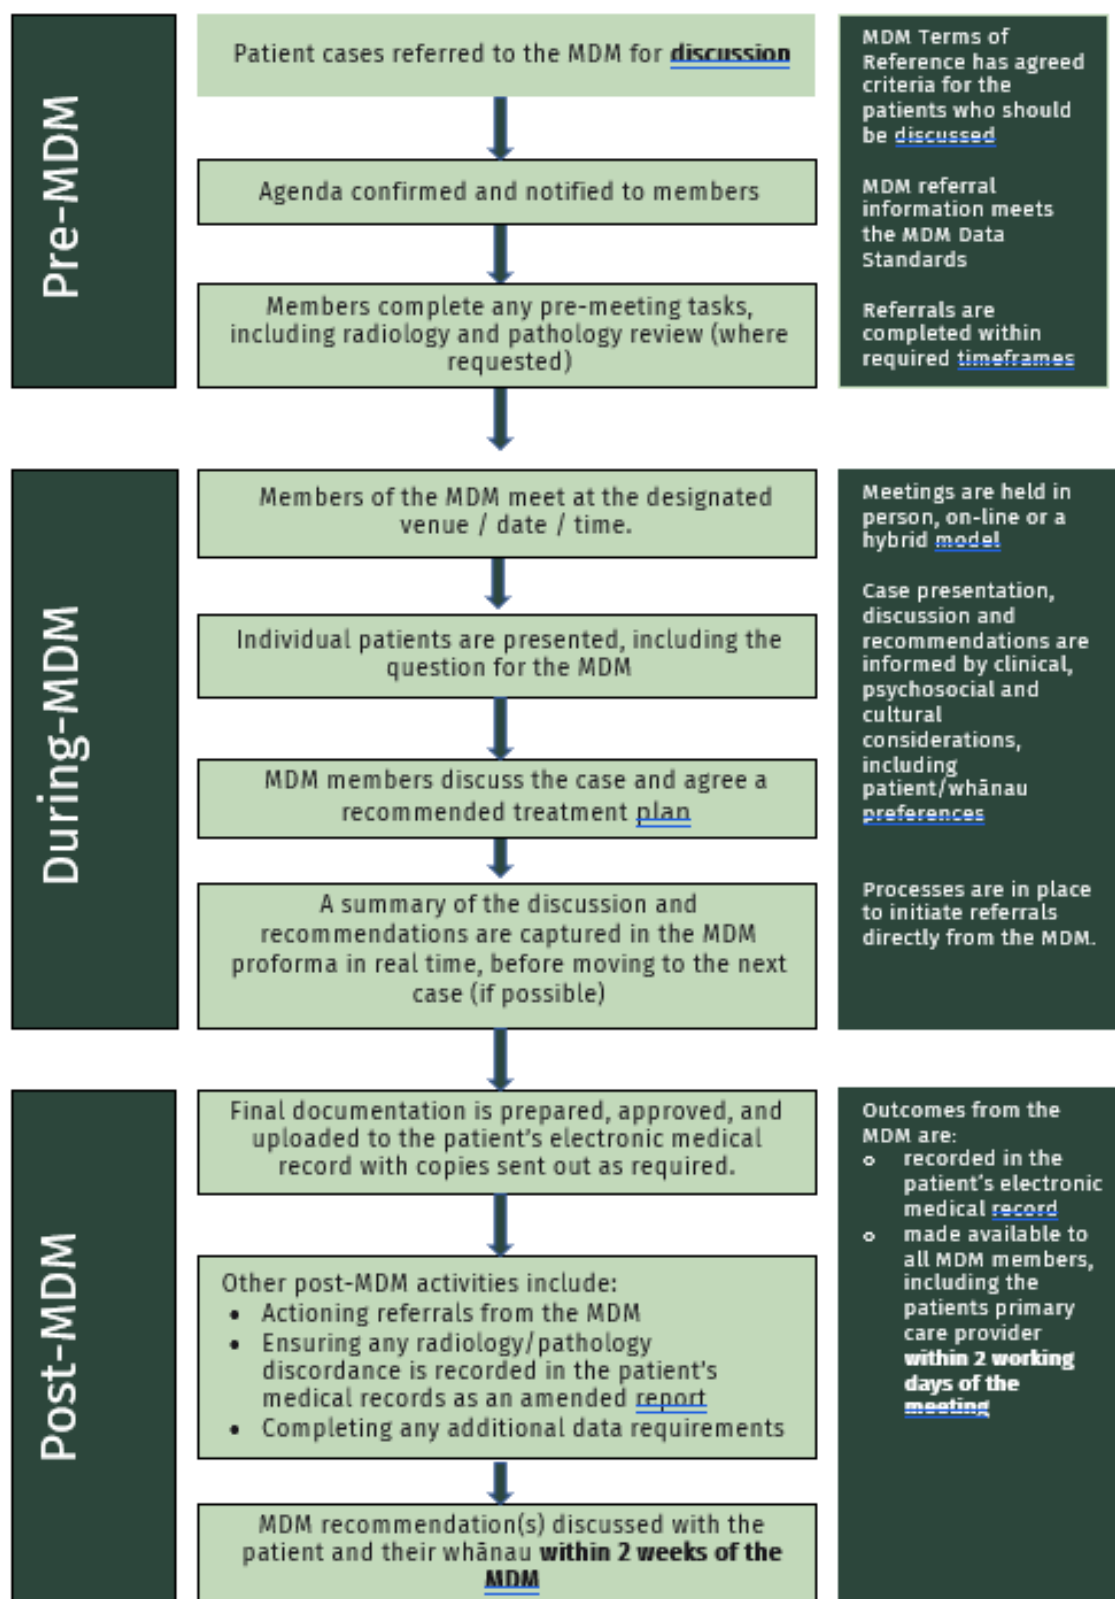 Pre-MDM
Patient cases referred to the MDM for discussion
Agenda confirmed and notified to members
Members complete any pre-meeting tasks,
including radiology and pathology review (where
requested)
MDM Terms of
Reference has agreed
criteria for the
patients who should
be discussed
MDM referral
information meets
the MDM Data
Standards
Referrals are
completed within
required timeframes
During-MDM
Members of the MDM meet at the designated
venue / date / time.
Individual patients are presented, including the
question for the MDM
MDM members discuss the case and agree a
recommended treatment plan
A summary of the discussion and
recommendations are captured in the MDM
proforma in real time, before moving to the next
case (if possible)
Meetings are held in
person, on-line or a
hybrid model
Case presentation,
discussion and
recommendations are
informed by clinical,
psychosocial and
cultural
considerations,
including
patient/whānau
preferences
Processes are in place
to initiate referrals
directly from the MDM.
Post-MDM
Final documentation is prepared, approved, and
uploaded to the patient's electronic medical
record with copies sent out as required.
Other post-MDM activities include:
• Actioning referrals from the MDM
• Ensuring any radiology/pathology
discordance is recorded in the patient's
medical records as an amended report
• Completing any additional data requirements
MDM recommendation(s) discussed with the
patient and their whānau within 2 weeks of the
MDM
Outcomes from the
MDM are:
o recorded in the
patient's electronic
medical record
o made available to
all MDM members,
including the
patients primary
care provider
within 2 working
days of the
meeting